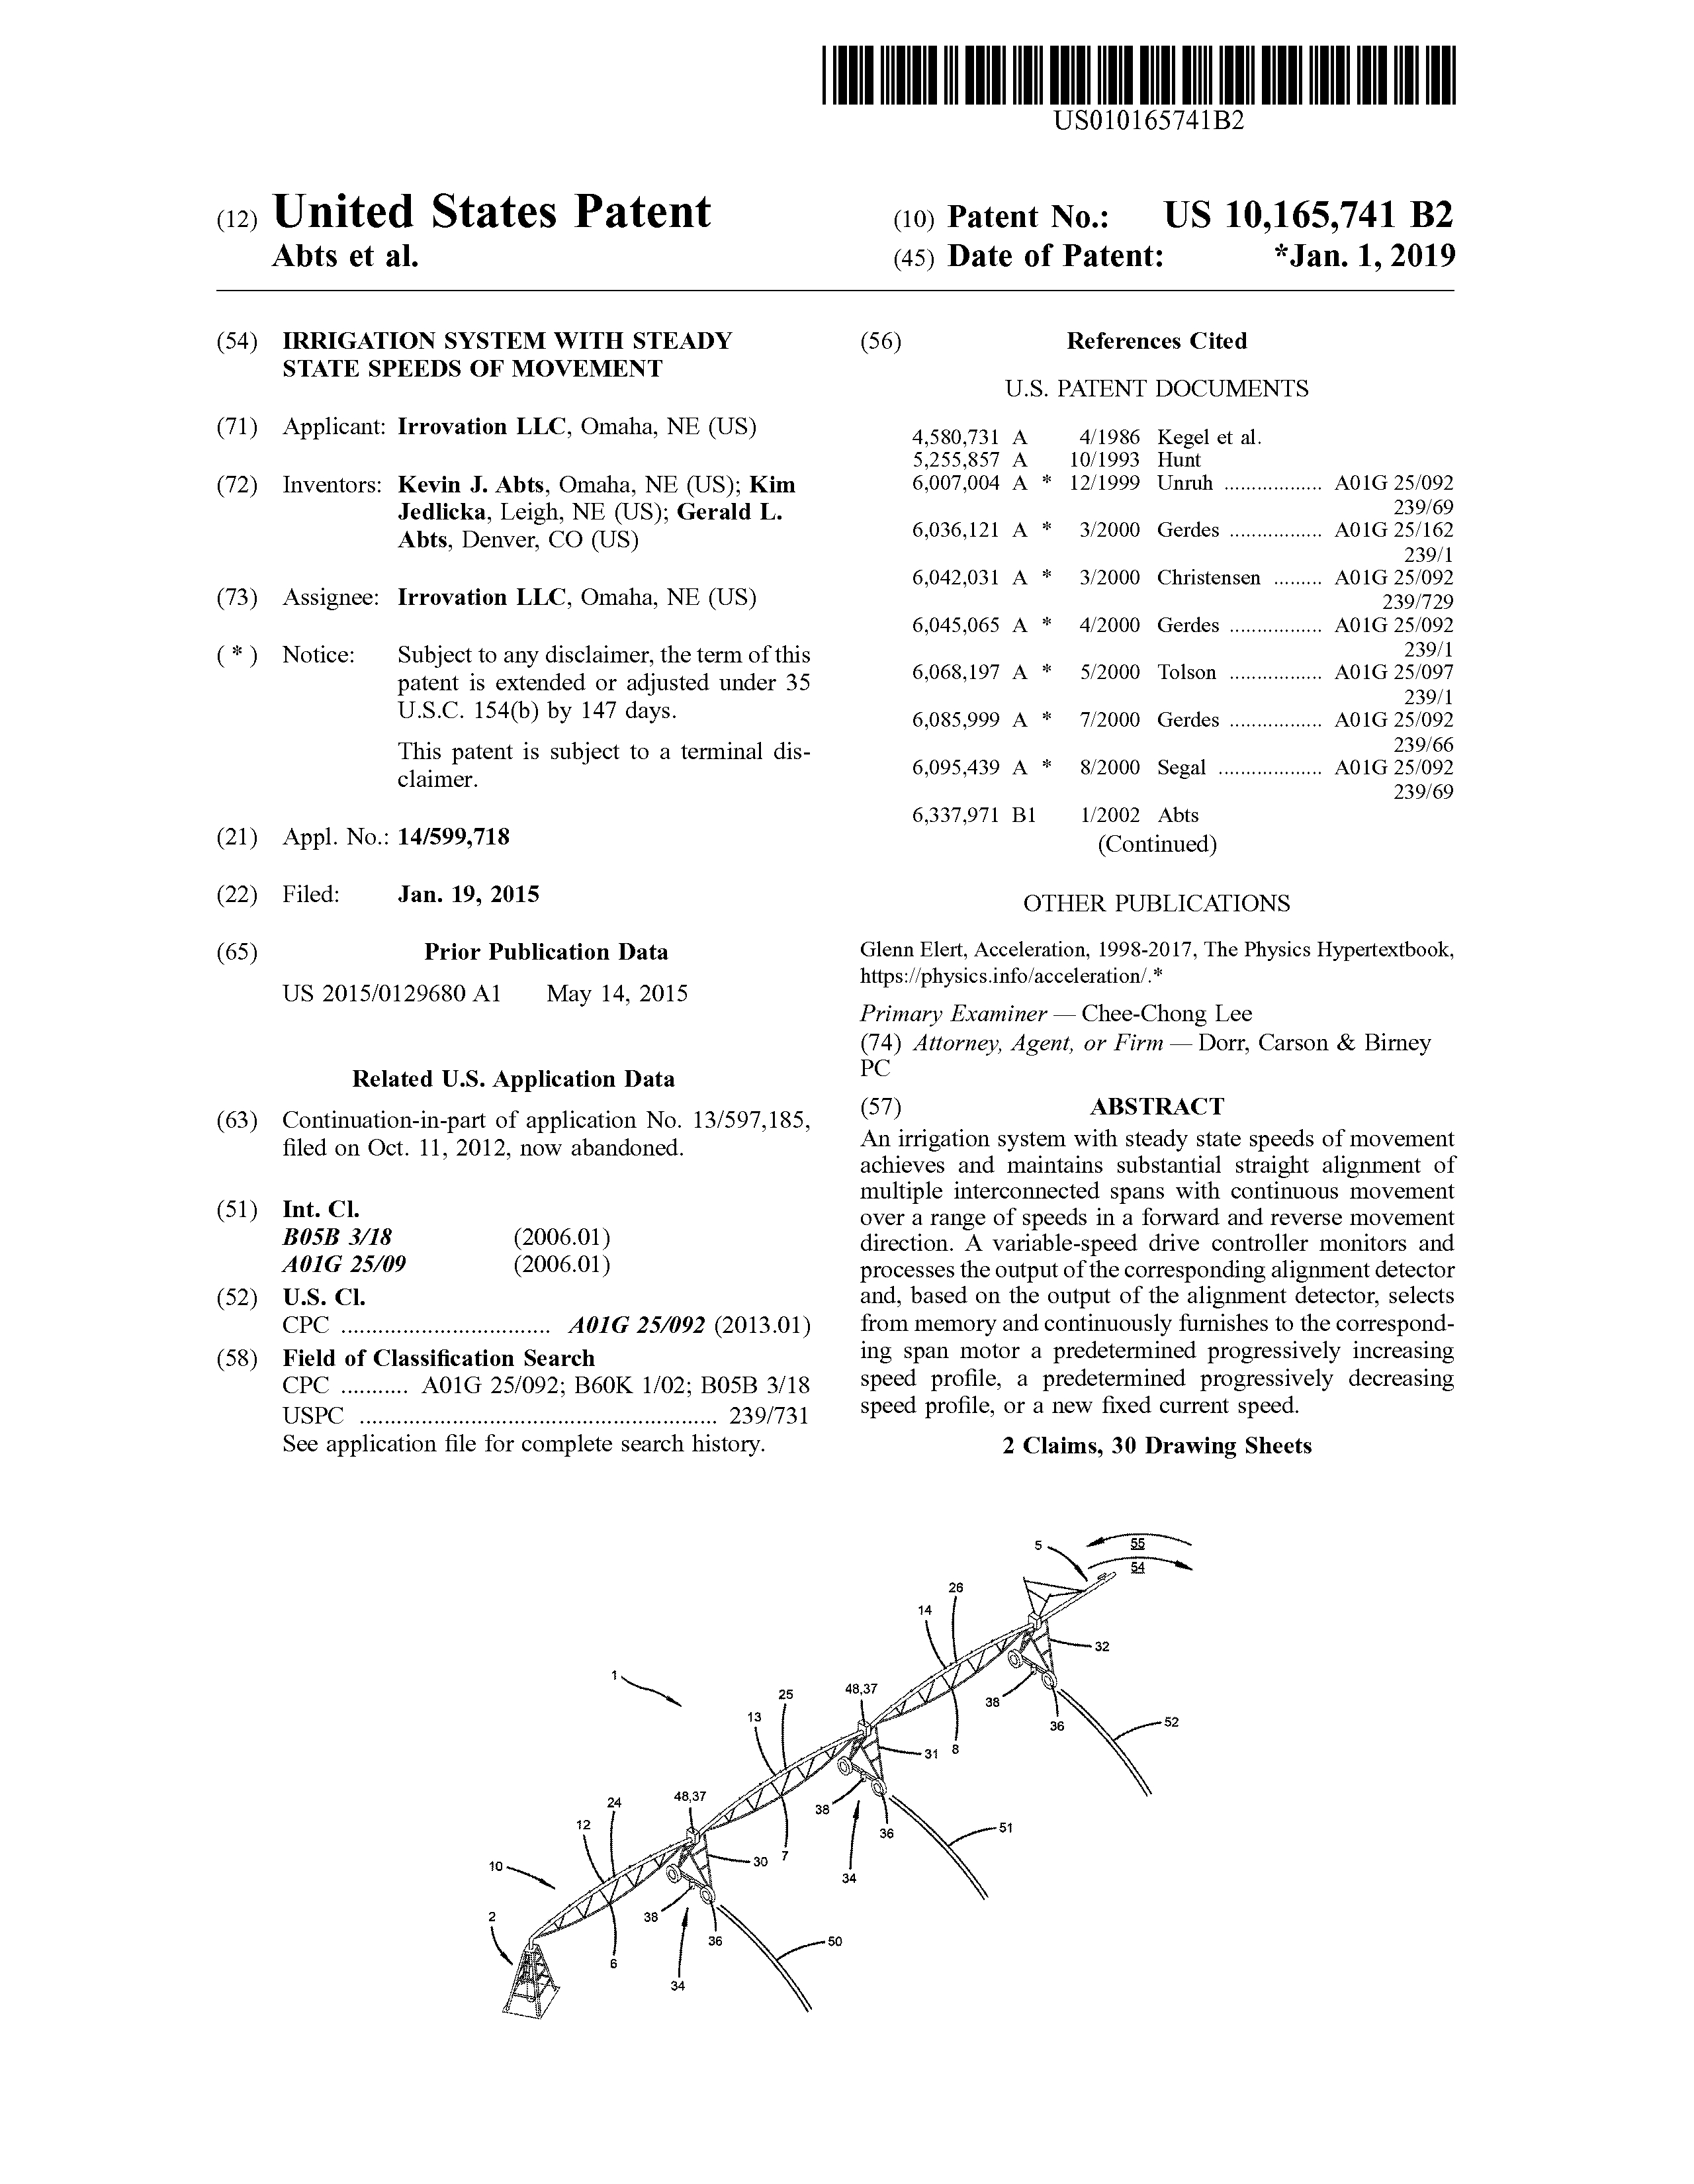 US010165741B2
(12) United States Patent
Abts et al.
(10) Patent No.: US 10,165,741 B2
(45) Date of Patent: *Jan. 1, 2019
(54) IRRIGATION SYSTEM WITH STEADY
STATE SPEEDS OF MOVEMENT
(71) Applicant: Irrovation LLC, Omaha, NE (US)
(72) Inventors: Kevin J. Abts, Omaha, NE (US); Kim
Jedlicka, Leigh, NE (US); Gerald L.
Abts, Denver, CO (US)
(73) Assignee: Irrovation LLC, Omaha, NE (US)
( * ) Notice: Subject to any disclaimer, the term of this
patent is extended or adjusted under 35
U.S.C. 154(b) by 147 days.
This patent is subject to a terminal dis-
claimer.
(21) Appl. No.: 14/599,718
(22) Filed: Jan. 19, 2015
(65) Prior Publication Data
US 2015/0129680 A1 May 14, 2015
Related U.S. Application Data
(63) Continuation-in-part of application No. 13/597,185,
filed on Oct. 11, 2012, now abandoned.
(51) Int. Cl.
B05B 3/18 (2006.01)
A01G 25/09 (2006.01)
(52) U.S. Cl.
CPC .................................. A01G 25/092 (2013.01)
(58) Field of Classification Search
CPC ........... A01G 25/092; B60K 1/02; B05B 3/18
USPC .......................................................... 239/731
See application file for complete search history.
(56) References Cited
U.S. PATENT DOCUMENTS
4,580,731 A 4/1986 Kegel et al.
5,255,857 A 10/1993 Hunt
6,007,004 A * 12/1999 Unruh .................. A01G 25/092
239/69
6,036,121 A * 3/2000 Gerdes ................. A01G 25/162
239/1
6,042,031 A * 3/2000 Christensen ......... A01G 25/092
239/729
6,045,065 A * 4/2000 Gerdes ................. A01G 25/092
239/1
6,068,197 A * 5/2000 Tolson ................. A01G 25/097
239/1
6,085,999 A * 7/2000 Gerdes ................. A01G 25/092
239/66
6,095,439 A * 8/2000 Segal ................... A01G 25/092
239/69
6,337,971 B1 1/2002 Abts
(Continued)
OTHER PUBLICATIONS
Glenn Elert, Acceleration, 1998-2017, The Physics Hypertextbook,
https://physics.info/acceleration/.*
Primary Examiner — Chee-Chong Lee
(74) Attorney, Agent, or Firm — Dorr, Carson & Birney
PC
(57) ABSTRACT
An irrigation system with steady state speeds of movement
achieves and maintains substantial straight alignment of
multiple interconnected spans with continuous movement
over a range of speeds in a forward and reverse movement
direction. A variable-speed drive controller monitors and
processes the output of the corresponding alignment detector
and, based on the output of the alignment detector, selects
from memory and continuously furnishes to the correspond-
ing span motor a predetermined progressively increasing
speed profile, a predetermined progressively decreasing
speed profile, or a new fixed current speed.
2 Claims, 30 Drawing Sheets
5 55
54
26
14
32
1
48,37
25
38
13
36
52
31 8
48,37
24
38
12
36
51
30 7
10
34
2
38
36
50
6
34